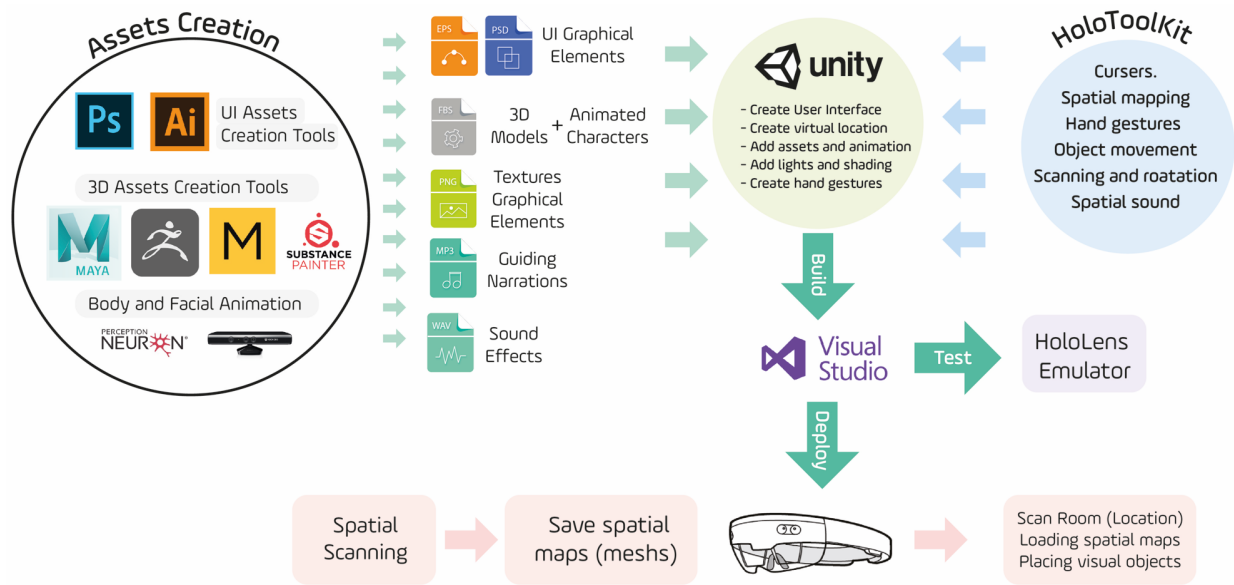 Assets Creation
Ps
Ai
UI Assets
Creation Tools
3D Assets Creation Tools
M
MAYA
M
SUBSTANCE
PAINTER
Body and Facial Animation
PERCEPTION
NEURON®
EPS
PSD
UI Graphical
Elements
FBS
3D
Models
+
Animated
Characters
PNG
Textures
Graphical
Elements
MP3
Guiding
Narrations
WAV
Sound
Effects
unity
- Create User Interface
- Create virtual location
- Add assets and animation
- Add lights and shading
- Create hand gestures
HoloToolKit
Cursers.
Spatial mapping
Hand gestures
Object movement
Scanning and roatation
Spatial sound
Build
Visual
Studio
Test
HoloLens
Emulator
Deploy
Spatial
Scanning
Save spatial
maps (meshs)
Scan Room (Location)
Loading spatial maps
Placing visual objects